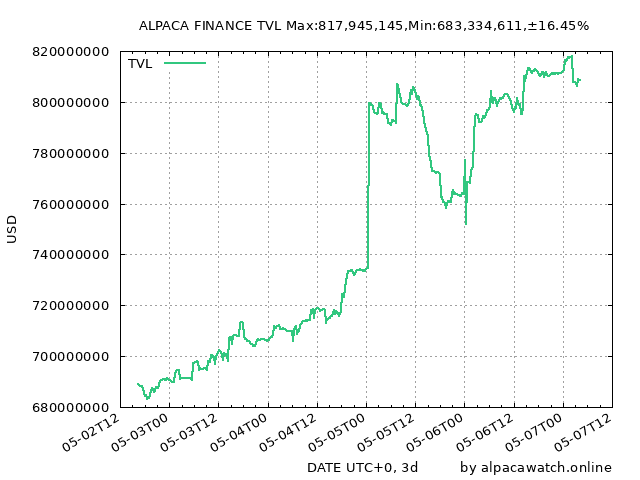 ALPACA FINANCE TVL Max:817,945,145,Min:683,334,611,±16.45%
TVL
820000000
800000000
780000000
760000000
740000000
720000000
700000000
680000000
USD
05-02T12
05-03T00
05-03T12
05-04T00
05-04T12
05-05T00
05-05T12
05-06T00
05-06T12
05-07T00
05-07T12
DATE UTC+0, 3d
by alpacawatch.online